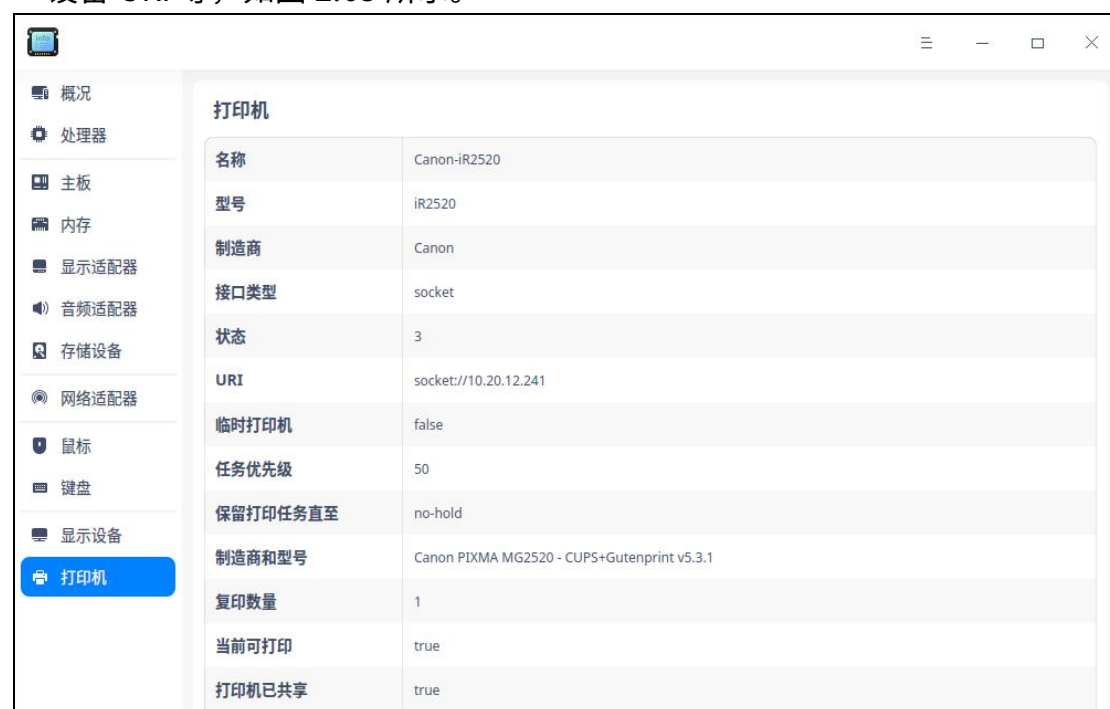 概况
处理器
主板
内存
显示适配器
音频适配器
存储设备
网络适配器
鼠标
键盘
显示设备
打印机
打印机
名称 Canon-iR2520
型号 iR2520
制造商 Canon
接口类型 socket
状态 3
URI socket://10.20.12.241
临时打印机 false
任务优先级 50
保留打印任务直至 no-hold
制造商和型号 Canon PIXMA MG2520 - CUPS+Gutenprint v5.3.1
复印数量 1
当前可打印 true
打印机已共享 true